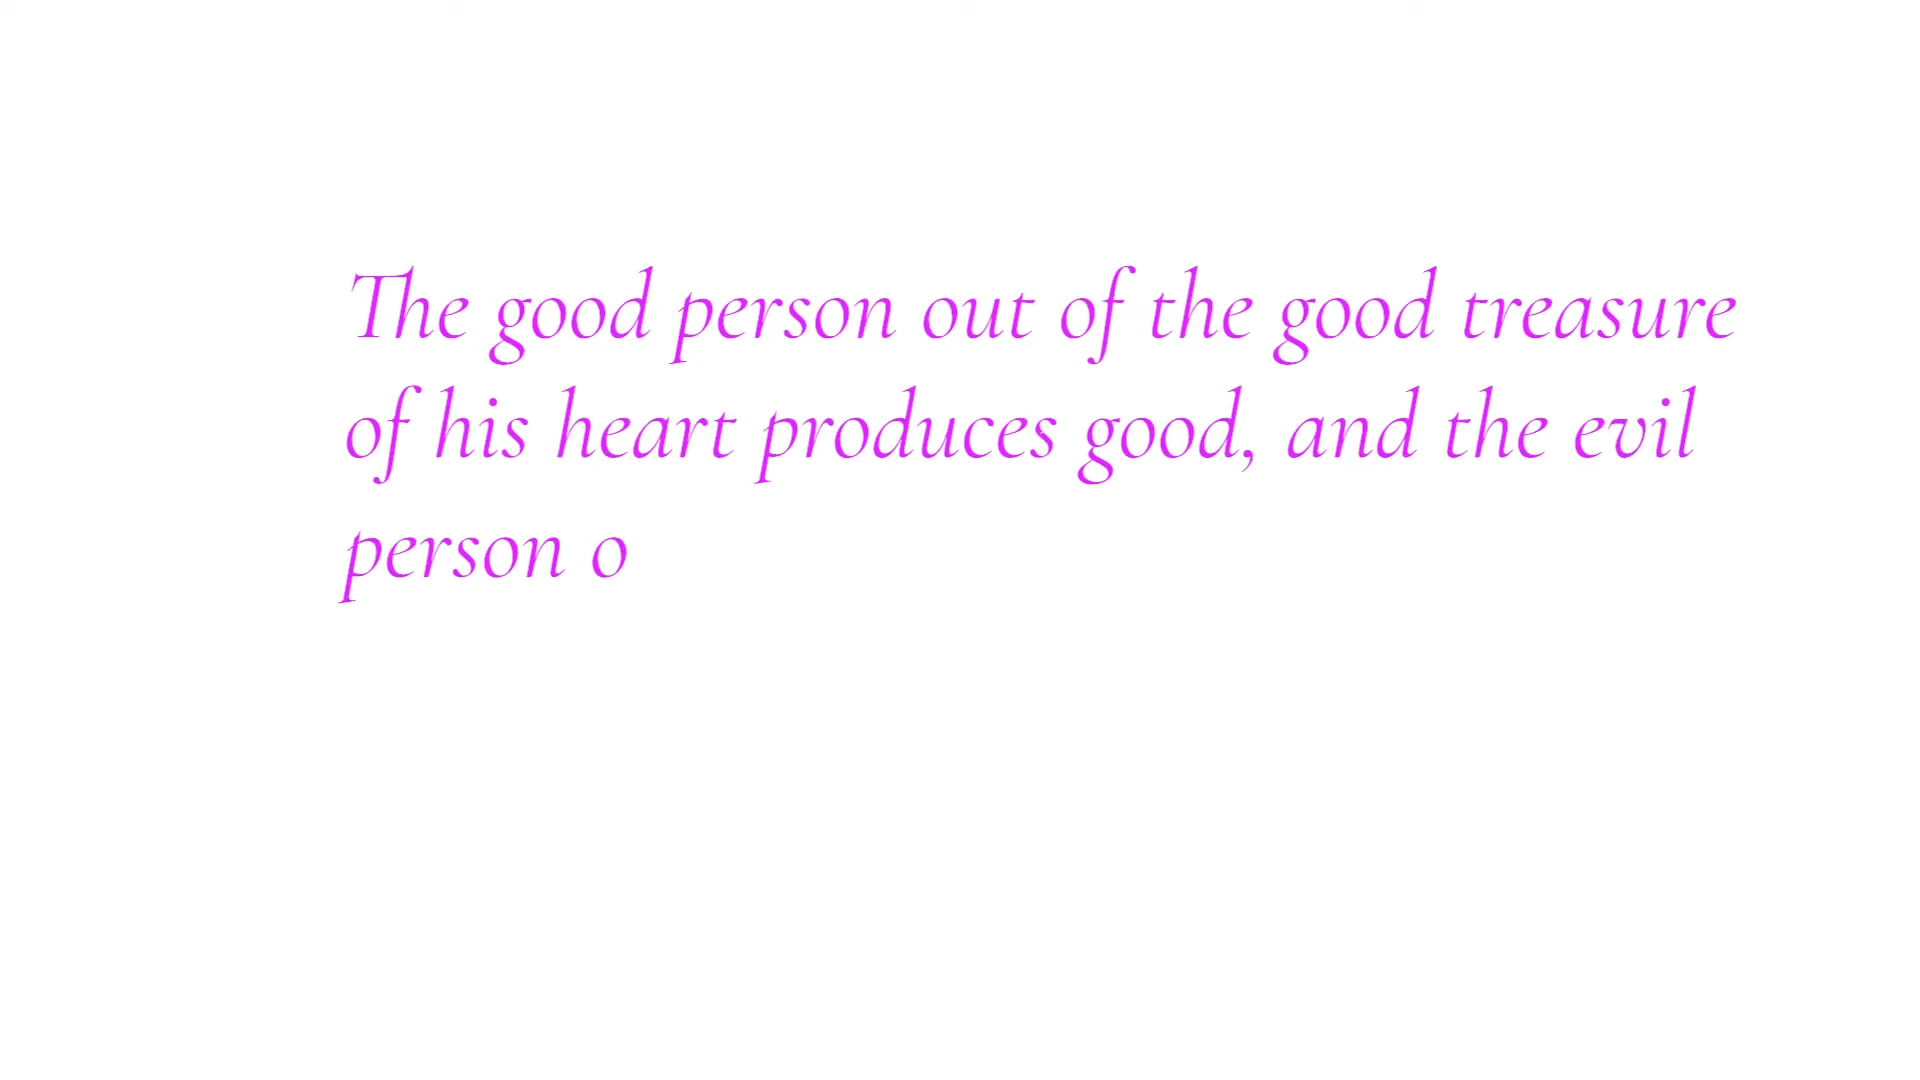 The good person out of the good treasure
of his heart produces good, and the evil
person o